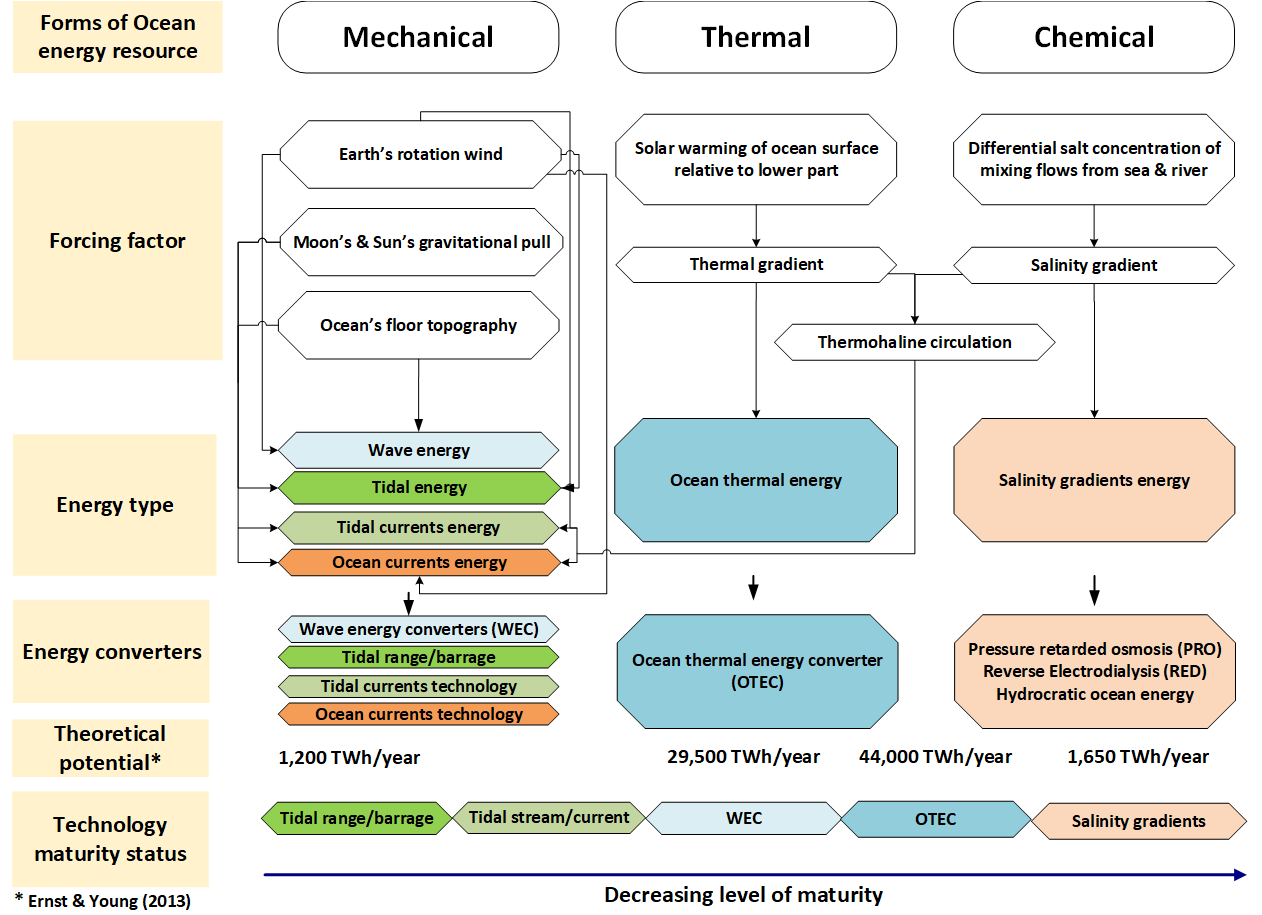 Forms of Ocean
energy resource
Mechanical
Thermal
Chemical
Forcing factor
Earth's rotation wind
Moon's & Sun's gravitational pull
Ocean's floor topography
Solar warming of ocean surface
relative to lower part
Thermal gradient
Differential salt concentration of
mixing flows from sea & river
Salinity gradient
Thermohaline circulation
Energy type
Wave energy
Tidal energy
Tidal currents energy
Ocean currents energy
Ocean thermal energy
Salinity gradients energy
Energy converters
Wave energy converters (WEC)
Tidal range/barrage
Tidal currents technology
Ocean currents technology
Ocean thermal energy converter
(OTEC)
Pressure retarded osmosis (PRO)
Reverse Electrodialysis (RED)
Hydrocratic ocean energy
Theoretical
potential*
1,200 TWh/year
29,500 TWh/year
44,000 TWh/year
1,650 TWh/year
Technology
maturity status
Tidal range/barrage
Tidal stream/current
WEC
OTEC
Salinity gradients
Decreasing level of maturity
* Ernst & Young (2013)